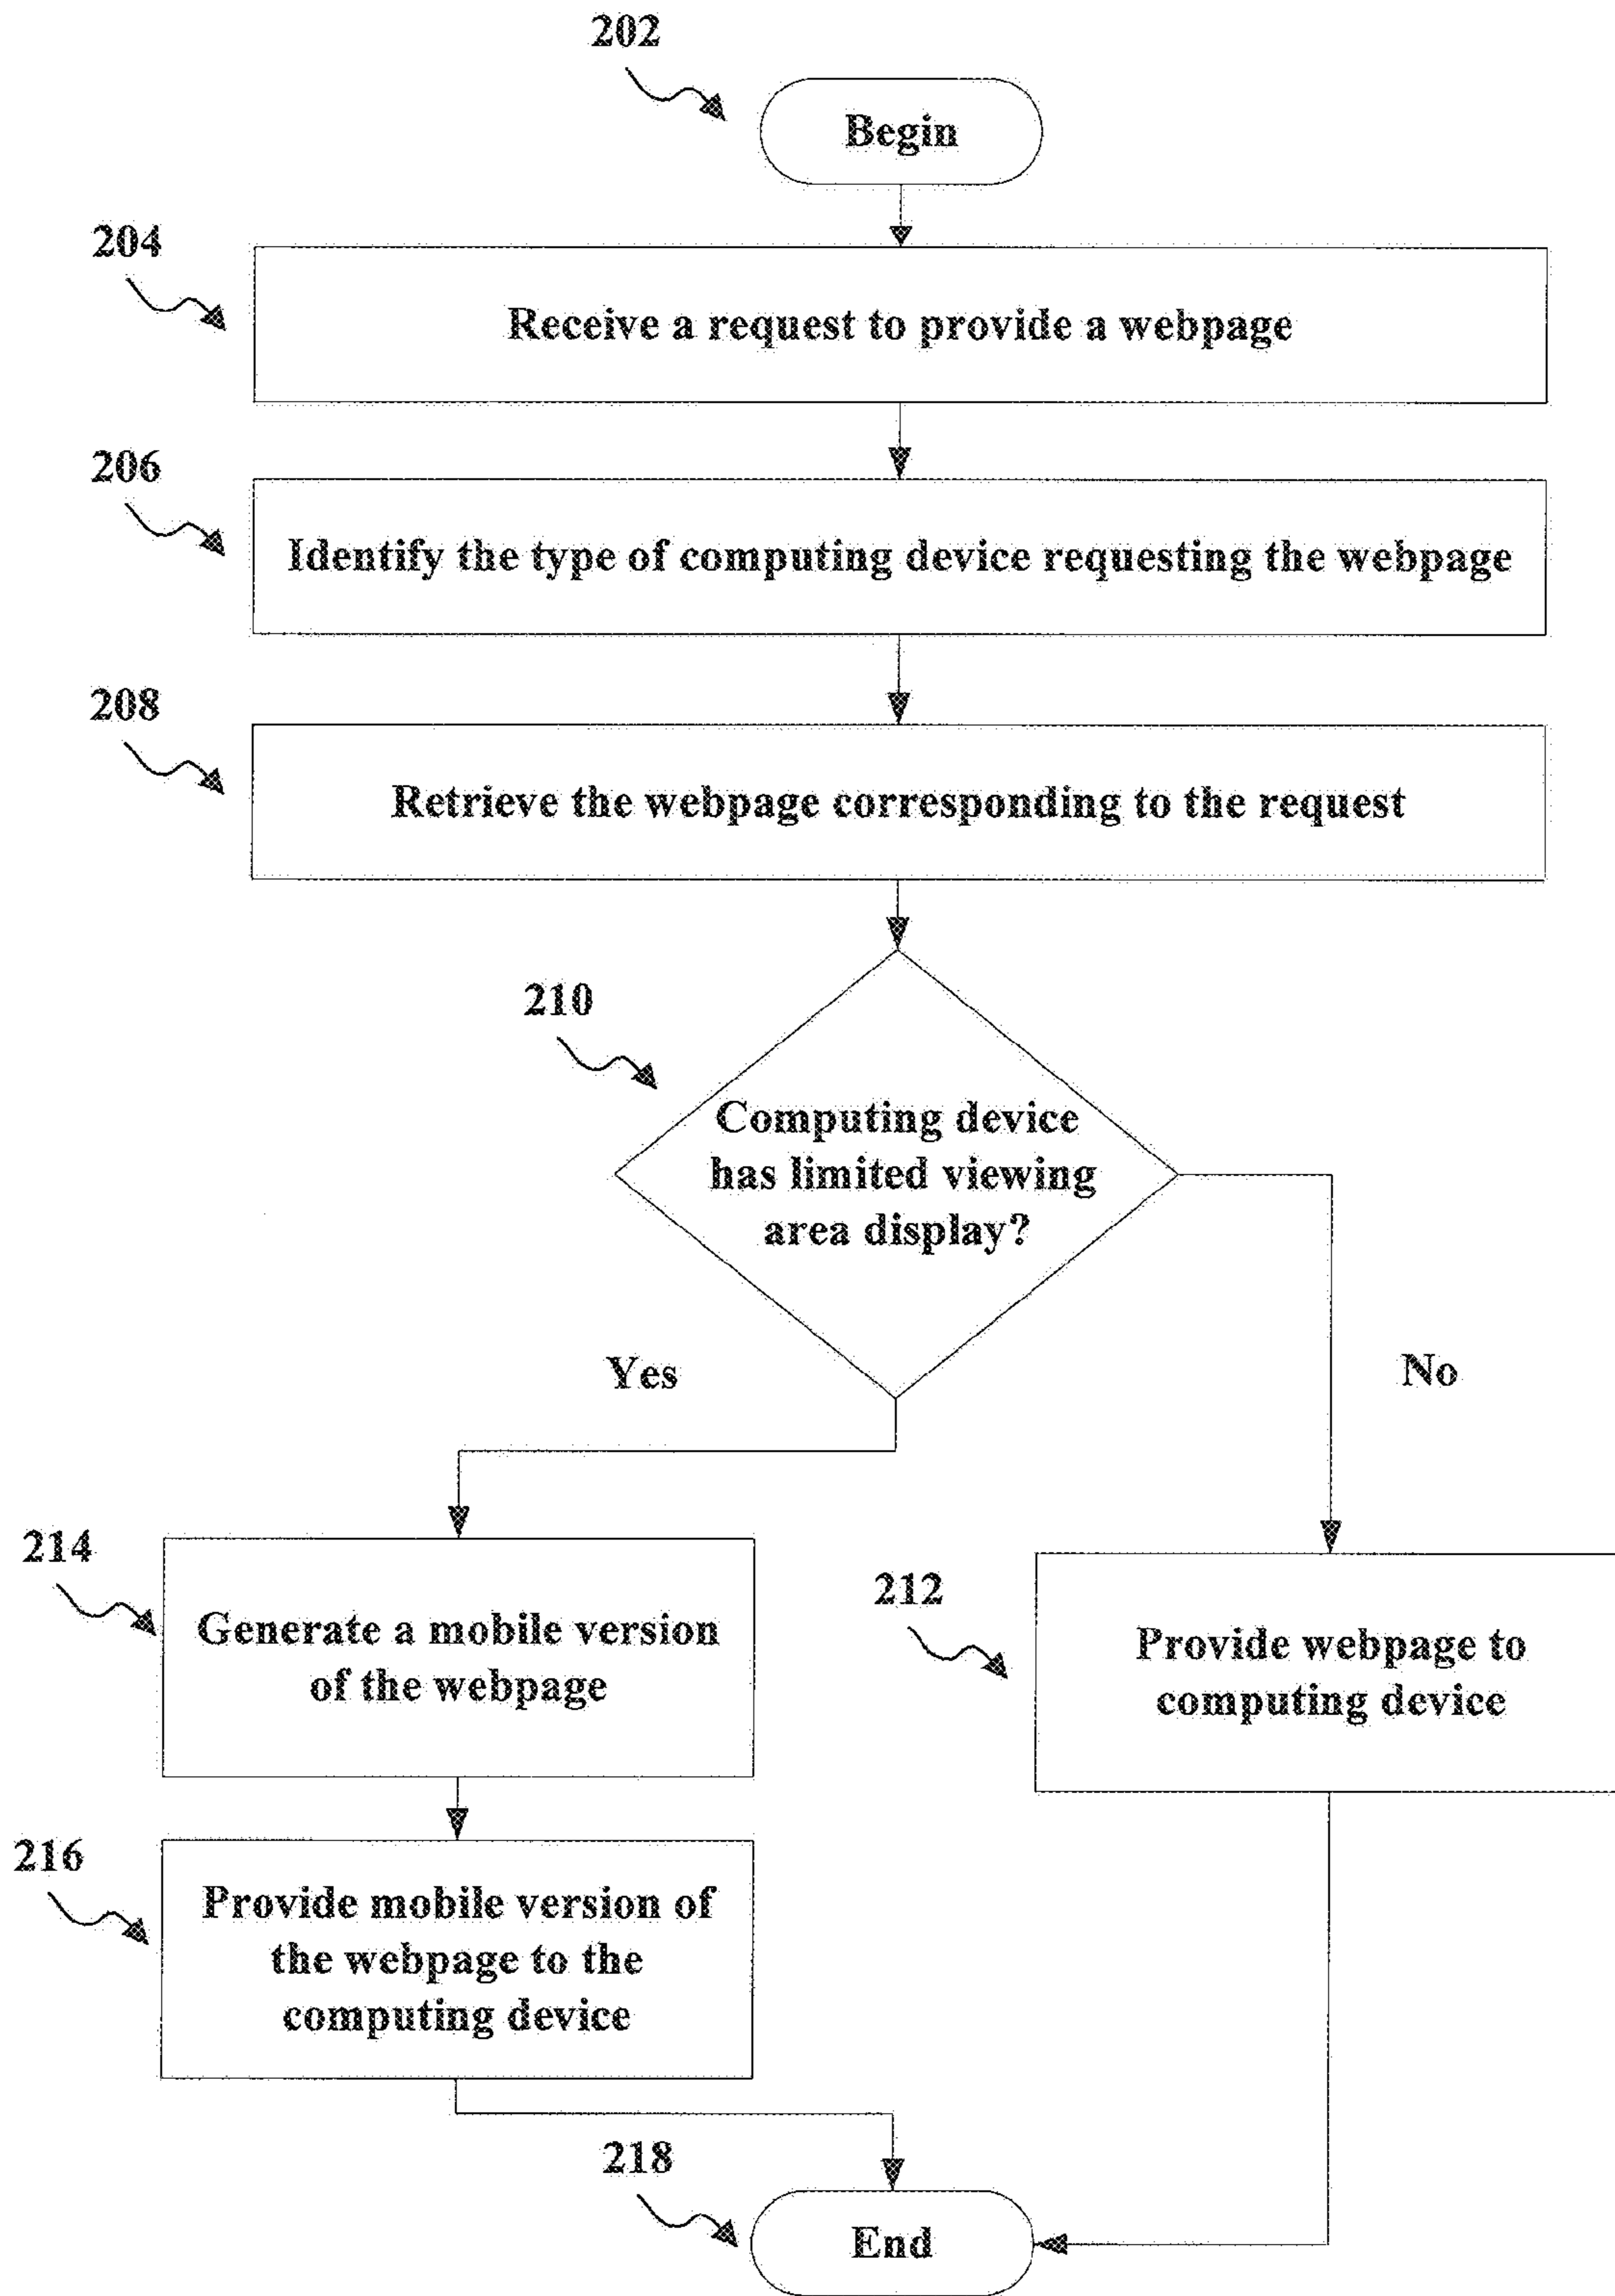 202
Begin
204
Receive a request to provide a webpage
206
Identify the type of computing device requesting the webpage
208
Retrieve the webpage corresponding to the request
210
Computing device
has limited viewing
area display?
Yes
No
214
Generate a mobile version
of the webpage
212
Provide webpage to
computing device
216
Provide mobile version of
the webpage to the
computing device
218
End